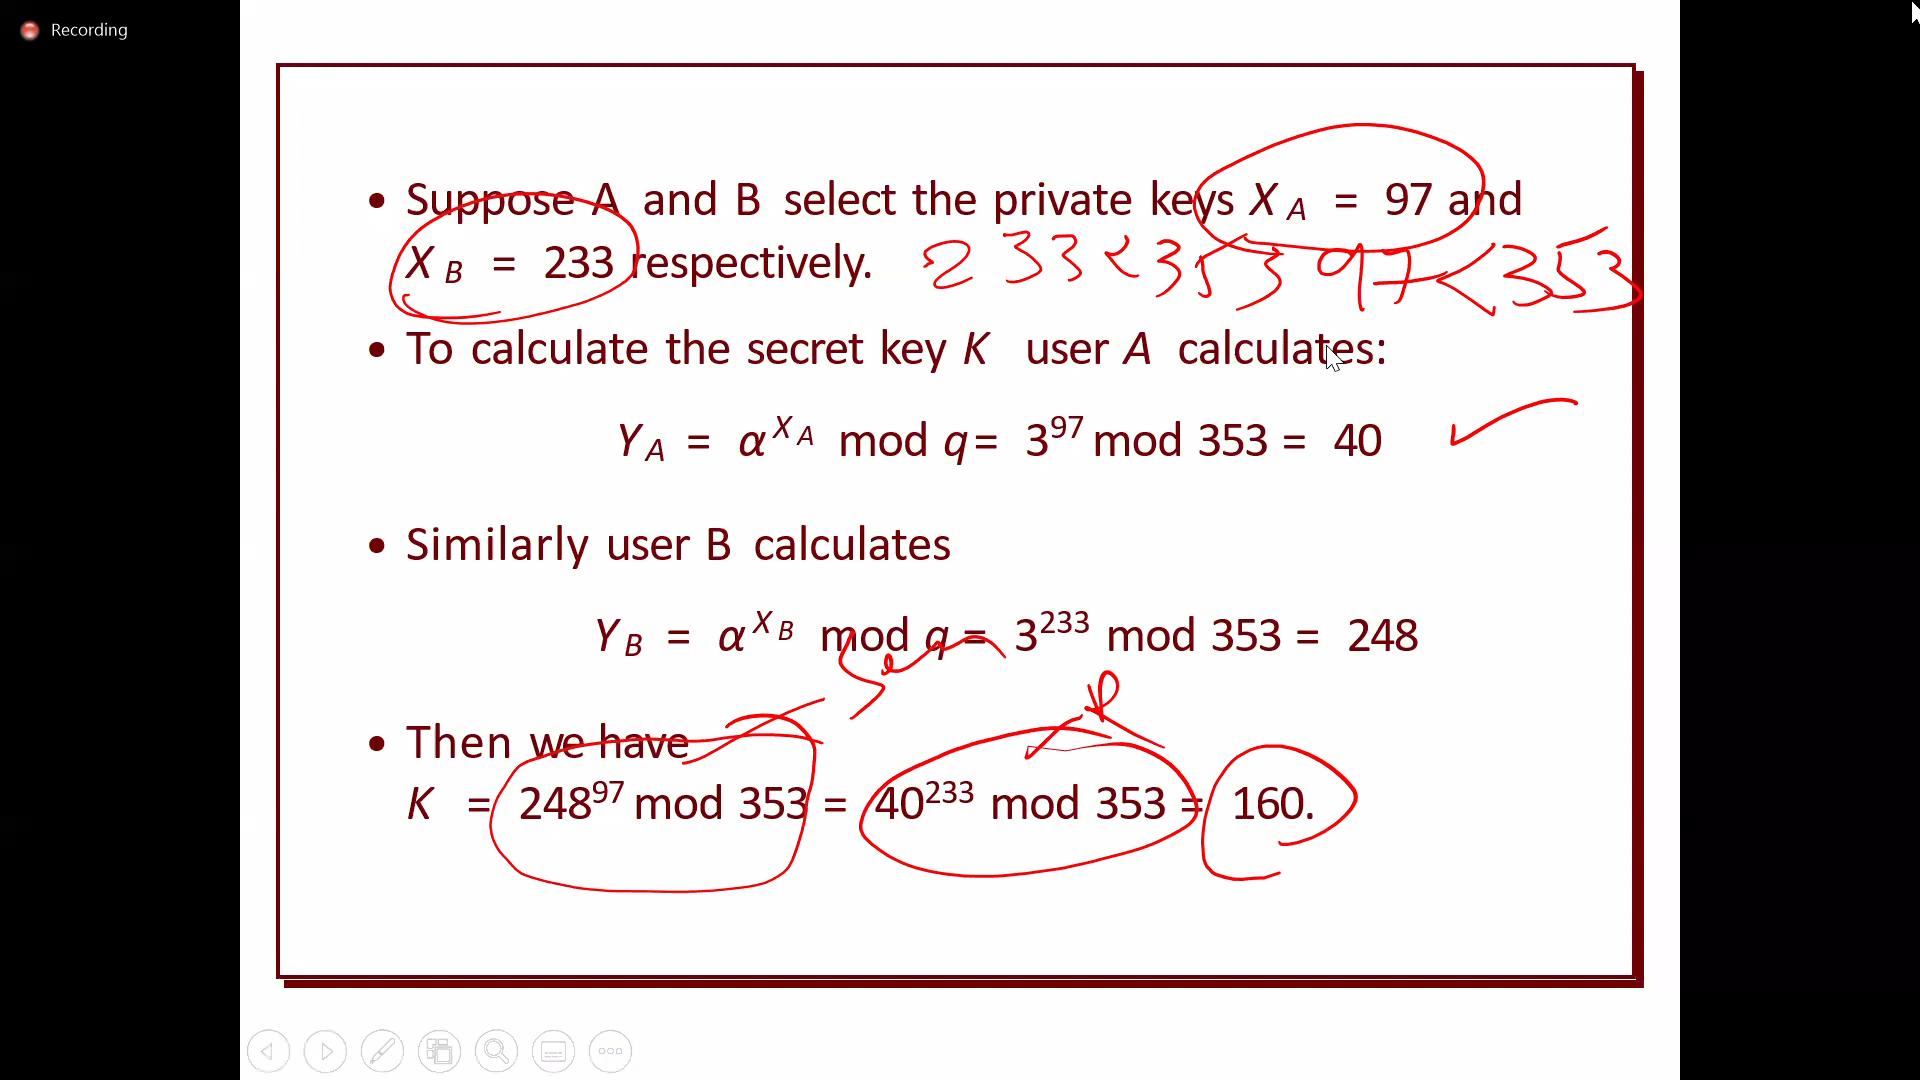 Recording
• Suppose A and B select the private keys X_A = 97 and
X_B = 233 respectively.
233 < 353 97 < 353
• To calculate the secret key K user A calculates:
Y_A = α^{X_A} mod q = 3^{97} mod 353 = 40
• Similarly user B calculates
Y_B = α^{X_B} mod q = 3^{233} mod 353 = 248
• Then we have
K = 248^{97} mod 353 = 40^{233} mod 353 = 160.